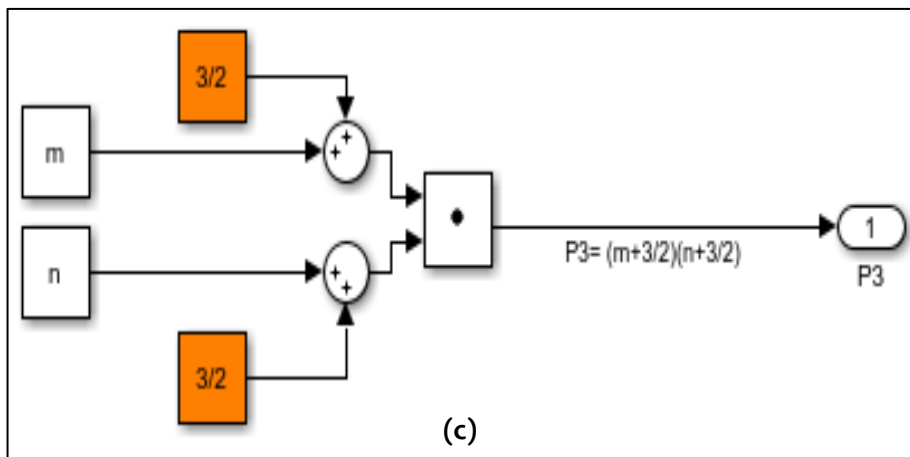 3/2
m
+
+
•
P3= (m+3/2)(n+3/2)
1
P3
n
+
+
3/2
(c)